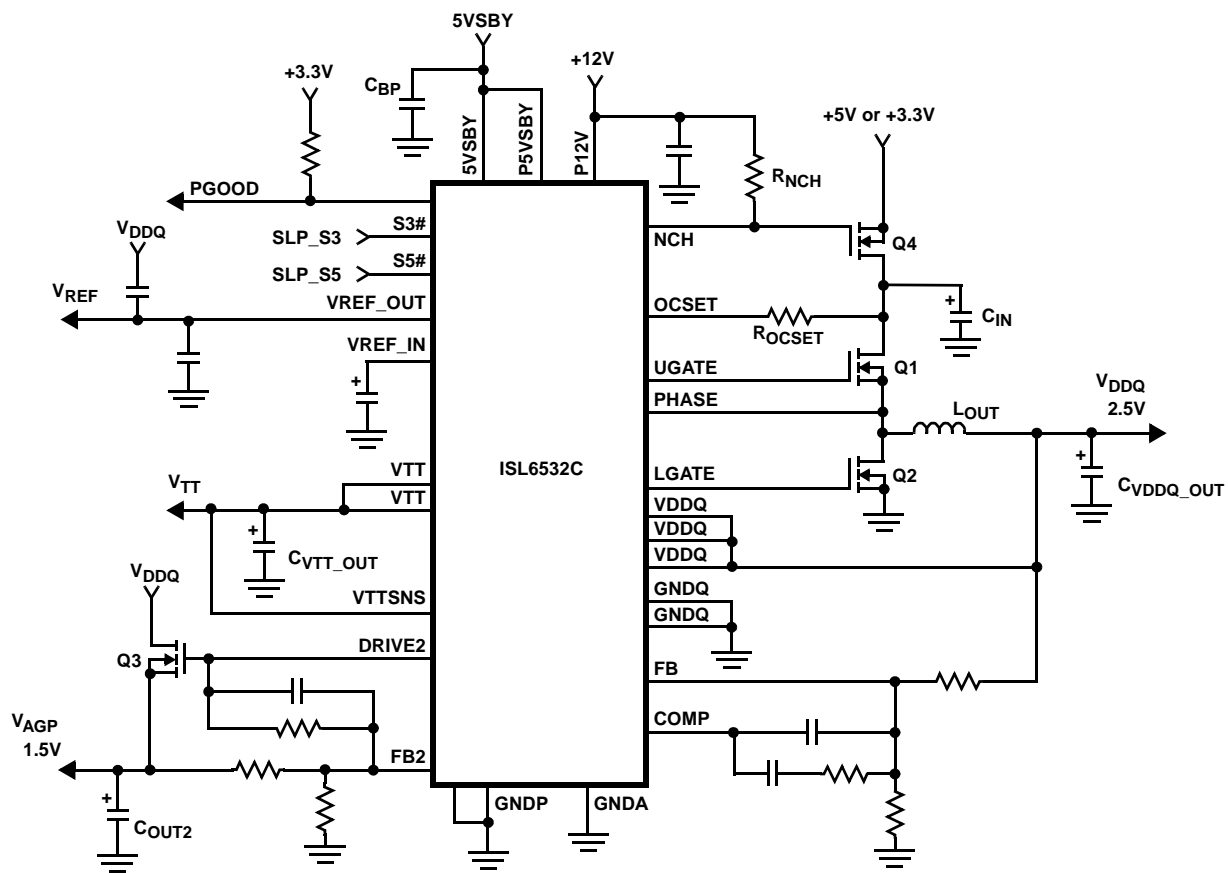 5VSBY
+12V
+3.3V
CBP
+5V or +3.3V
5VSBY
P5VSBY
P12V
RNCH
PGOOD
S3#
SLP_S3
NCH
Q4
VDDQ
S5#
SLP_S5
VREF
VREF_OUT
OCSET
ROCSET
+
CIN
VREF_IN
+
UGATE
Q1
PHASE
VDDQ
2.5V
LOUT
ISL6532C
VTT
LGATE
Q2
+
CVDDQ_OUT
VTT
VTT
VDDQ
VDDQ
VDDQ
+
CVTT_OUT
VDDQ
VTTSNS
GNDQ
GNDQ
DRIVE2
Q3
FB
VAGP
1.5V
COMP
FB2
+
COUT2
GNDP
GNDA